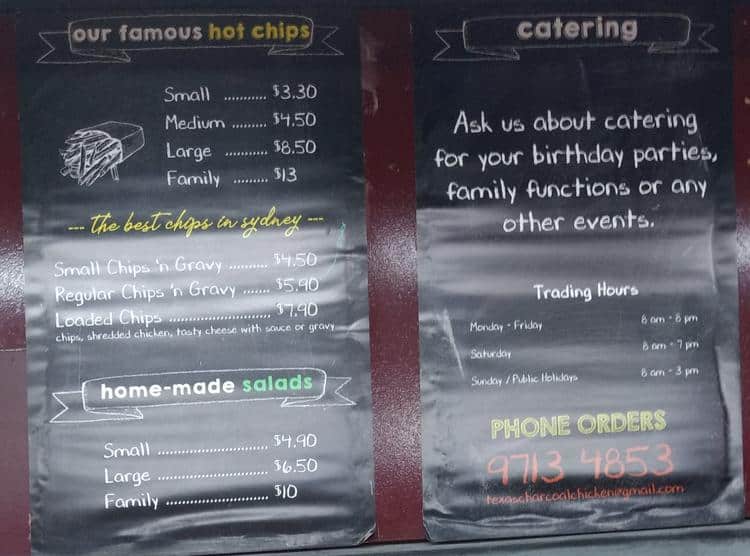 our famous hot chips
Small ........... $3.30
Medium ......... $4.50
Large ........... $8.50
Family ......... $13
--- the best chips in sydney ---
Small Chips 'n Gravy .......... $4.50
Regular Chips 'n Gravy ....... $5.90
Loaded Chips .......................... $7.90
chips, shredded chicken, tasty cheese with sauce or gravy
home-made salads
Small ............................ $4.90
Large ............................ $6.50
Family .......................... $10
catering
Ask us about catering
for your birthday parties,
family functions or any
other events.
Trading Hours
Monday - Friday 8 am - 8 pm
Saturday 8 am - 7 pm
Sunday / Public Holidays 8 am - 3 pm
PHONE ORDERS
9713 4853
texascharcoalchicken@gmail.com